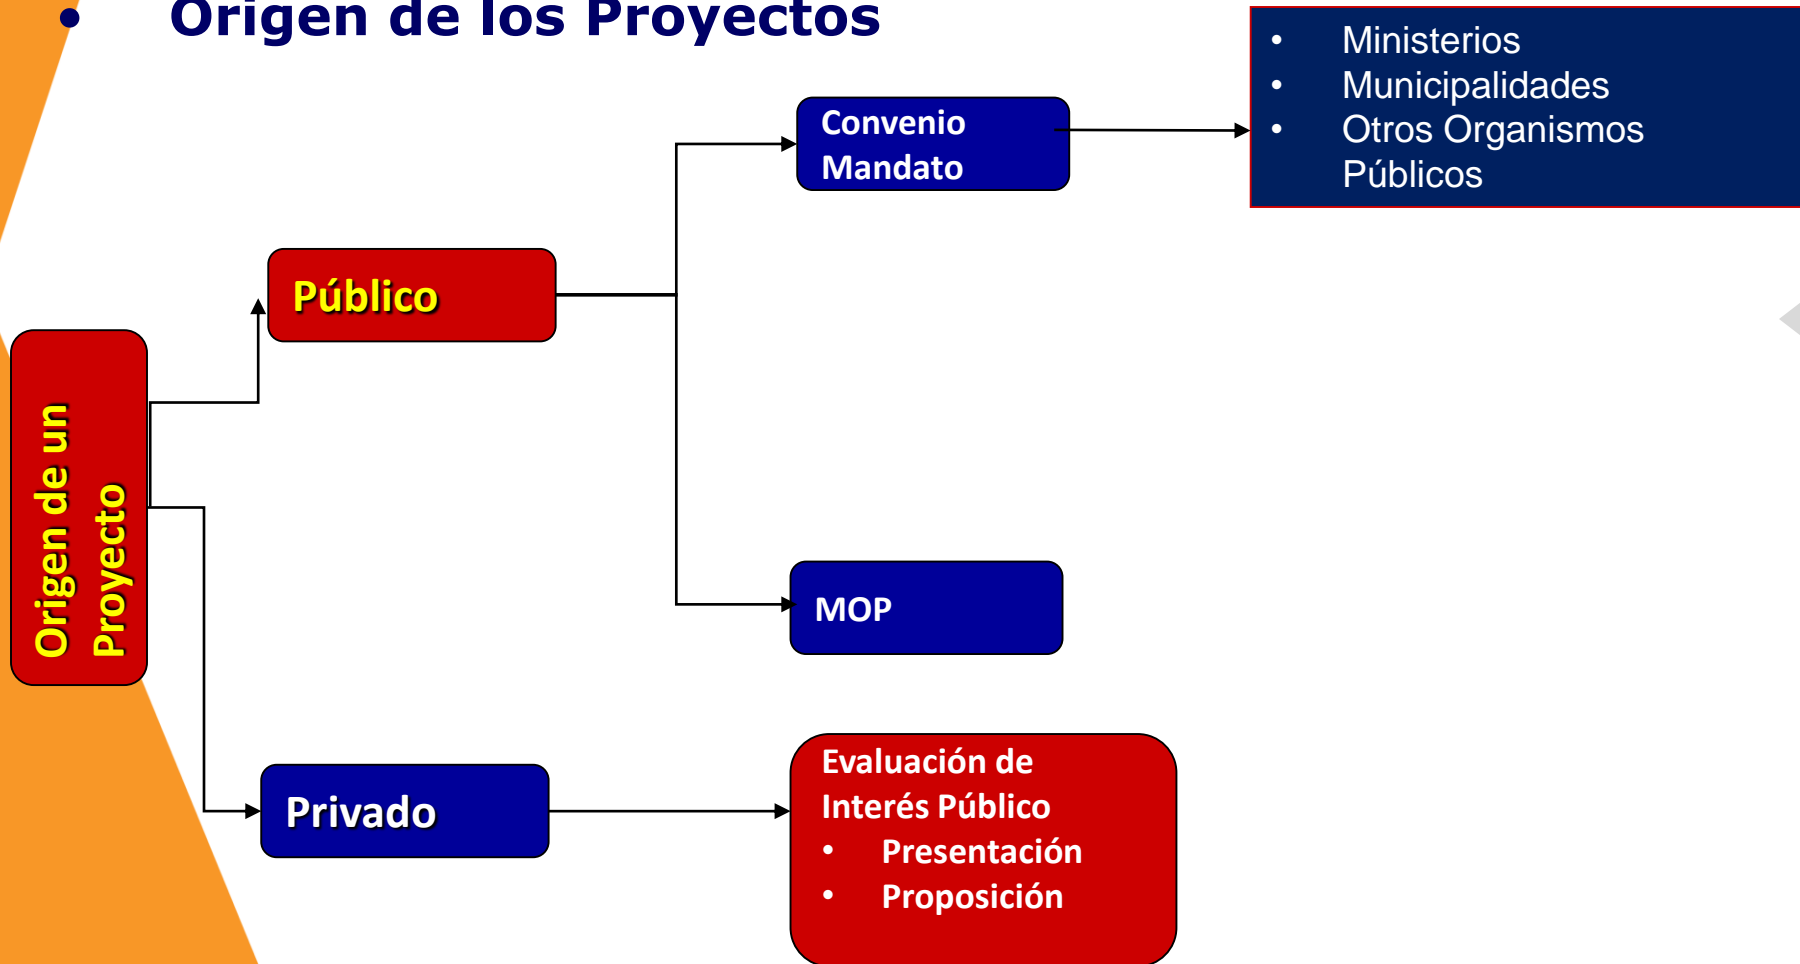 • Origen de los Proyectos
• Ministerios
• Municipalidades
• Otros Organismos
Públicos
Convenio
Mandato
Público
Origen de un
Proyecto
MOP
Privado
Evaluación de
Interés Público
• Presentación
• Proposición